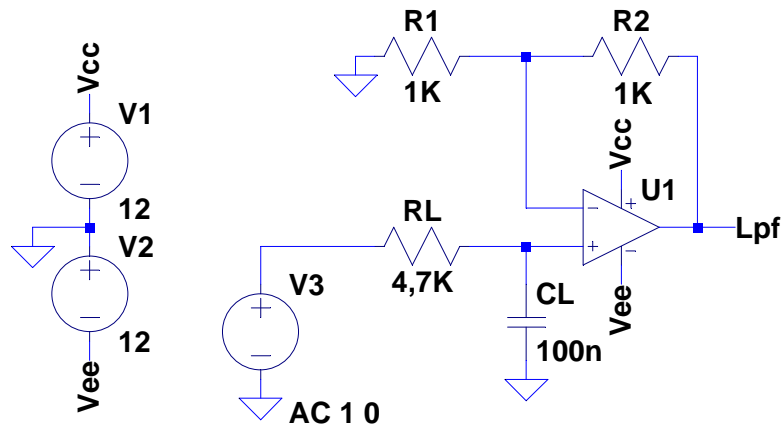 R1
1K
R2
1K
Vcc
V1
12
V2
12
Vee
Vcc
U1
Vee
Lpf
RL
4,7K
V3
AC 1 0
CL
100n